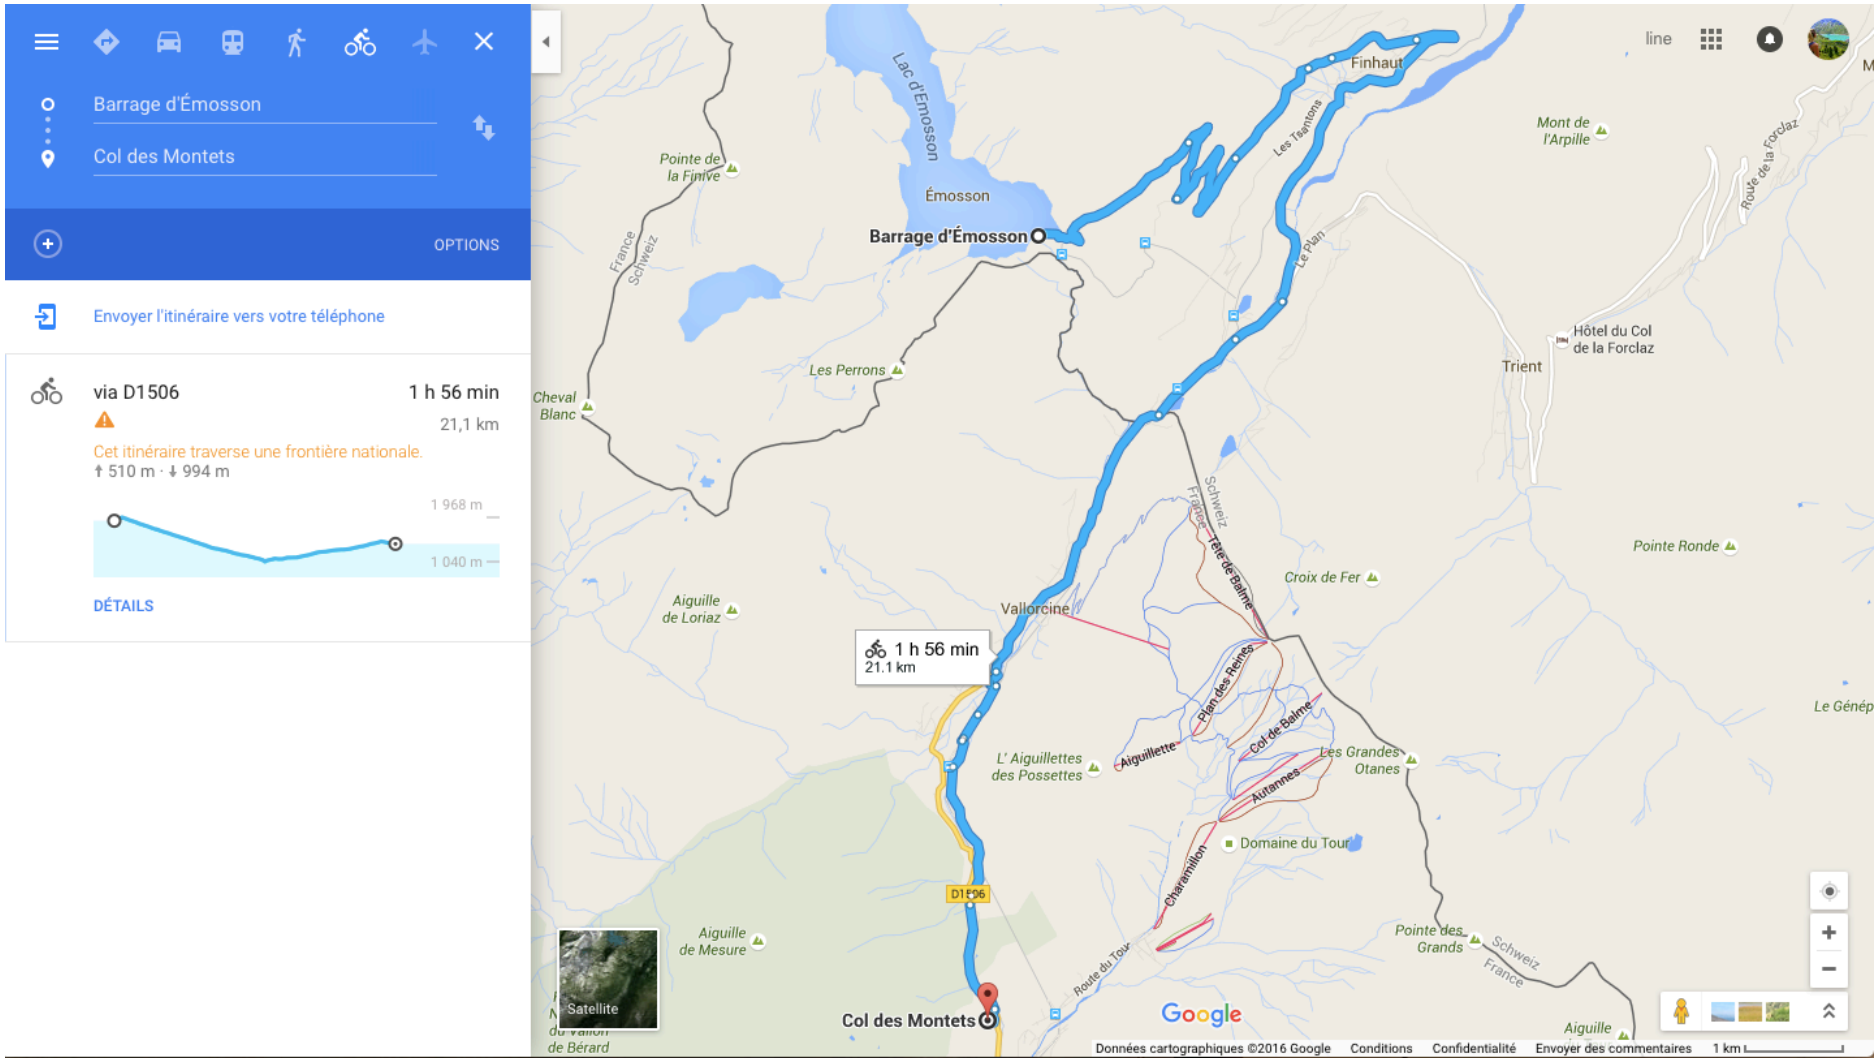 Barrage d'Émosson
Col des Montets
OPTIONS
Envoyer l'itinéraire vers votre téléphone
via D1506
1 h 56 min
21,1 km
Cet itinéraire traverse une frontière nationale.
510 m · 994 m
1 968 m
1 040 m
DÉTAILS
line
Lac d'Emosson
Finhaut
Les Tsantons
Mont de
l'Arpille
Route de la Forclaz
Pointe de
la Finive
Émosson
Barrage d'Émosson
France
Schweiz
Le Plan
Hôtel du Col
de la Forclaz
Trient
Les Perrons
Cheval
Blanc
Schweiz
France
Tête de Balme
Pointe Ronde
Croix de Fer
Aiguille
de Loriaz
Vallorcine
1 h 56 min
21.1 km
Plan des Reines
Col de Balme
Le Génép
L' Aiguillettes
des Possettes
Aiguillette
Les Grandes
Otanes
Autannes
Domaine du Tour
Charamillon
D1506
Aiguille
de Mesure
Pointe des
Grands
Schweiz
France
Route du Tour
Satellite
du Vallon
de Bérard
Col des Montets
Google
Aiguille
Données cartographiques ©2016 Google
Conditions
Confidentialité
Envoyer des commentaires
1 km